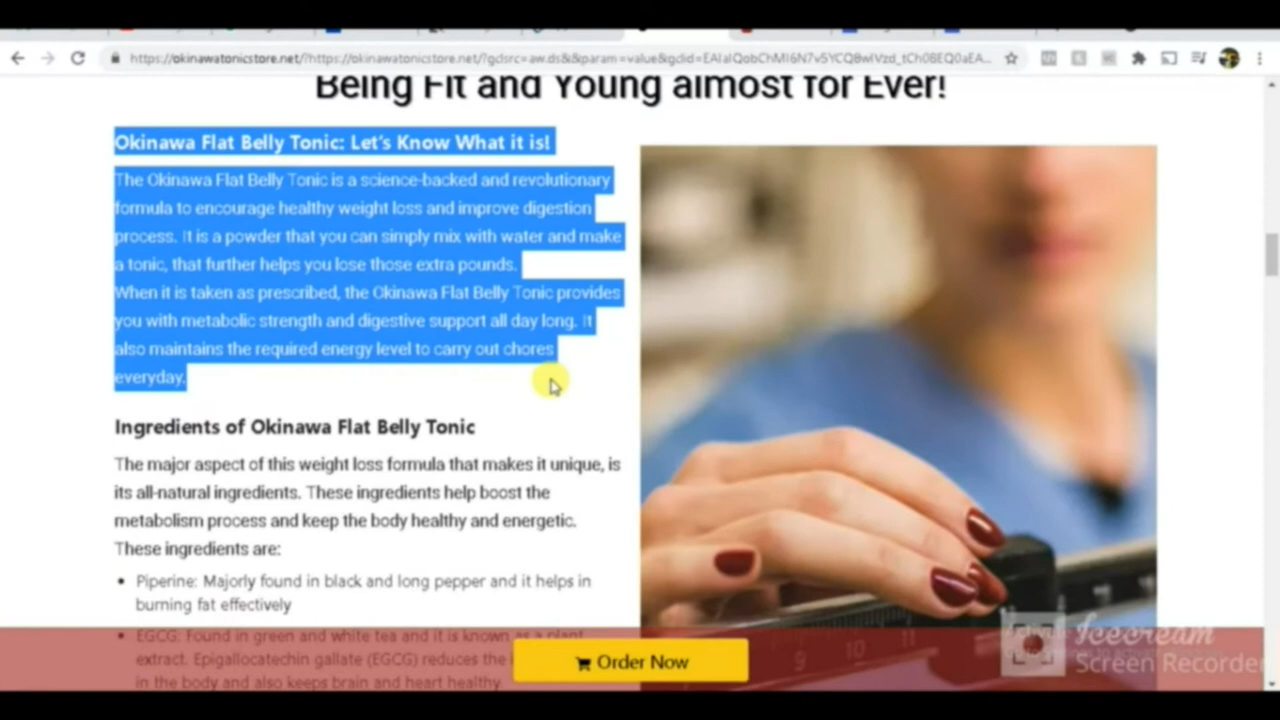 https://okinawatonicstore.net/?https://okinawatonicstore.net/?gclsrc=aw.ds&&param=value&gclid=
Being Fit and Young almost for Ever!
Okinawa Flat Belly Tonic: Let's Know What it is!
The Okinawa Flat Belly Tonic is a science-backed and revolutionary
formula to encourage healthy weight loss and improve digestion
process. It is a powder that you can simply mix with water and make
a tonic, that further helps you lose those extra pounds.
When it is taken as prescribed, the Okinawa Flat Belly Tonic provides
you with metabolic strength and digestive support all day long. It
also maintains the required energy level to carry out chores
everyday.
Ingredients of Okinawa Flat Belly Tonic
The major aspect of this weight loss formula that makes it unique, is
its all-natural ingredients. These ingredients help boost the
metabolism process and keep the body healthy and energetic.
These ingredients are:
• Piperine: Majorly found in black and long pepper and it helps in
burning fat effectively
• EGCG: Found in green and white tea and it is known as a plant
extract. Epigallocatechin gallate (EGCG) reduces the
in the body and also keeps brain and heart healthy
Order Now
9 10 11
Icecream
Screen Recorder